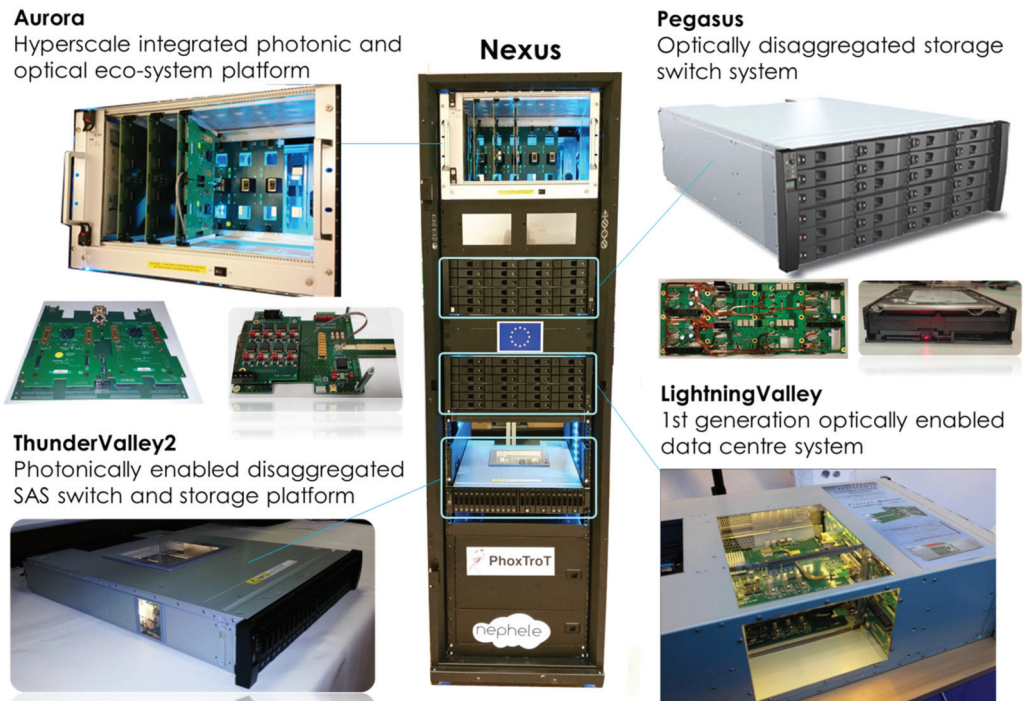 Aurora
Hyperscale integrated photonic and
optical eco-system platform
Nexus
Pegasus
Optically disaggregated storage
switch system
LightningValley
1st generation optically enabled
data centre system
ThunderValley2
Photonically enabled disaggregated
SAS switch and storage platform
PhoxTroT
nephele